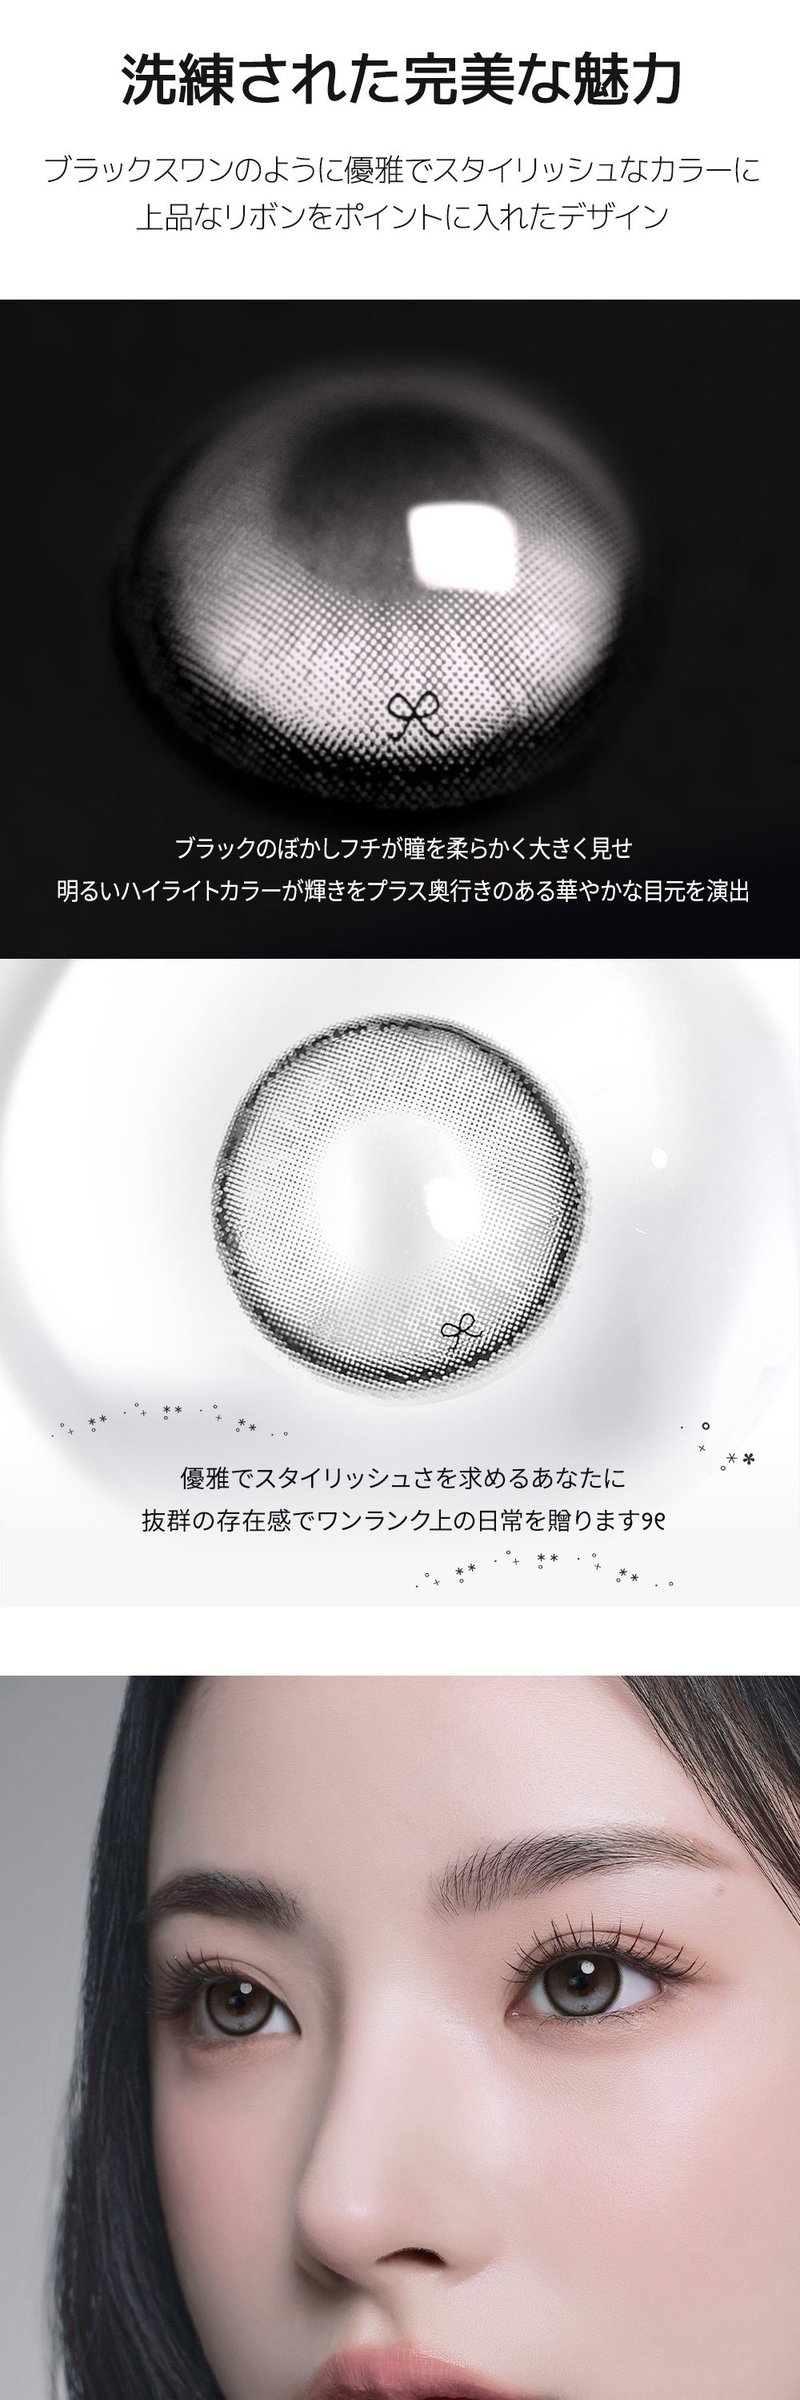 洗練された完美な魅力
ブラックスワンのように優雅でスタイリッシュなカラーに
上品なリボンをポイントに入れたデザイン
ブラックのぼかしフチが瞳を柔らかく大きく見せ
明るいハイライトカラーが輝きをプラス奥行きのある華やかな目元を演出
優雅でスタイリッシュさを求めるあなたに
抜群の存在感でワンランク上の日常を贈ります୨୧